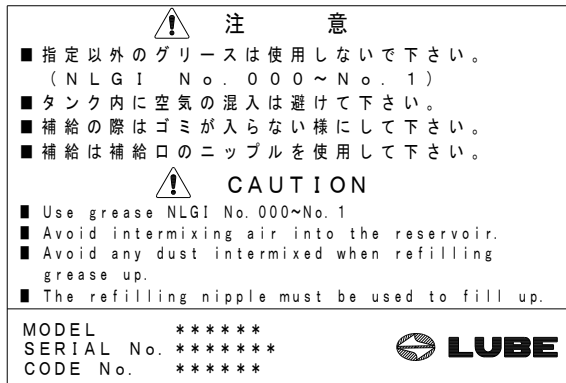 注 意
■指定以外のグリースは使用しないで下さい。
(NLGI No.000~No.1)
■タンク内に空気の混入は避けて下さい。
■補給の際はゴミが入らない様にして下さい。
■補給は補給口のニップルを使用して下さい。
CAUTION
■ Use grease NLGI No.000~No.1
■ Avoid intermixing air into the reservoir.
■ Avoid any dust intermixed when refilling
grease up.
■ The refilling nipple must be used to fill up.
MODEL ******
SERIAL No. *******
CODE No. ******
LUBE